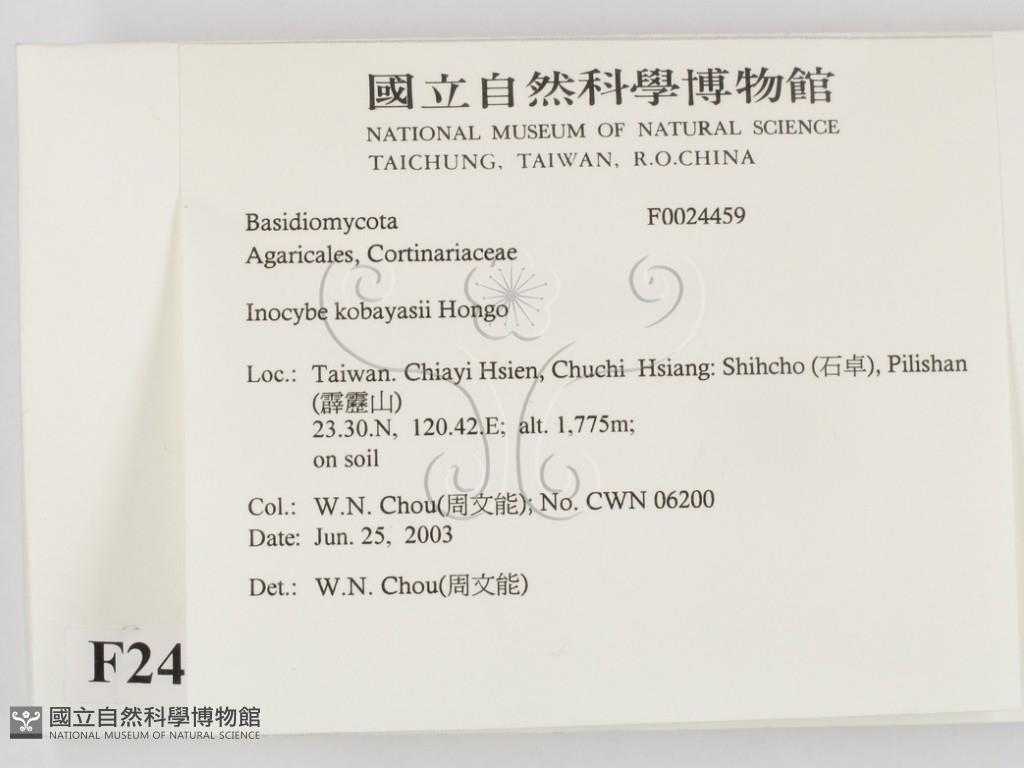 國立自然科學博物館
NATIONAL MUSEUM OF NATURAL SCIENCE
TAICHUNG, TAIWAN, R.O.CHINA
Basidiomycota F0024459
Agaricales, Cortinariaceae
Inocybe kobayasii Hongo
Loc.: Taiwan. Chiayi Hsien, Chuchi Hsiang: Shihcho (石卓), Pilishan
(霹靂山)
23.30.N, 120.42.E; alt. 1,775m;
on soil
Col.: W.N. Chou(周文能); No. CWN 06200
Date: Jun. 25, 2003
Det.: W.N. Chou(周文能)
F24
國立自然科學博物館
NATIONAL MUSEUM OF NATURAL SCIENCE